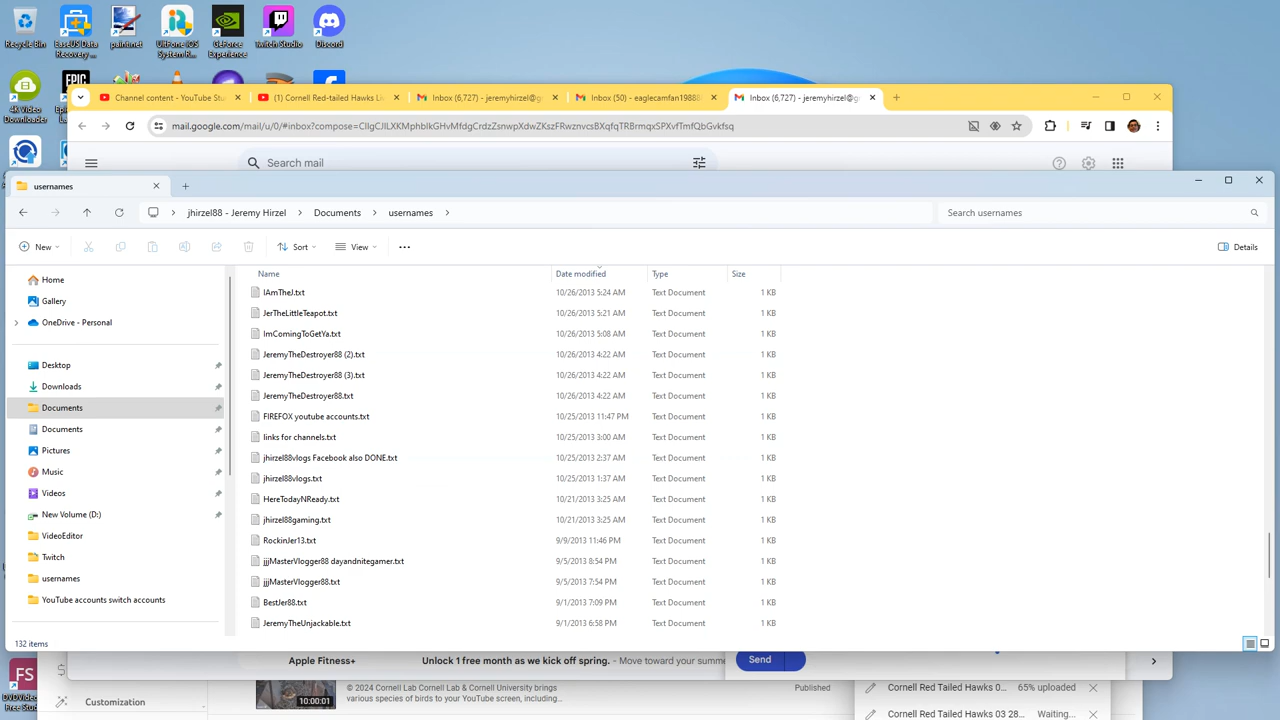 Recycle Bin
EaseUS Data Recovery ...
paint.net
UltFone iOS System R...
GeForce Experience
Twitch Studio
Discord
EPIC
4K Video Downloader
Channel content - YouTube Stu
(1) Cornell Red-tailed Hawks Li
Inbox (6,727) - jeremyhirzel@g
Inbox (50) - eaglecamfan19888
Inbox (6,727) - jeremyhirzel@g
mail.google.com/mail/u/0/#inbox?compose=CllgCJlLXKMphblkGHvMfdgCrdzZsnwpXdwZKszFRwznvcsBXqfqTRBrmqxSPXvfTmfQbGvkfsq
Search mail
usernames
jhirzel88 - Jeremy Hirzel
Documents
usernames
Search usernames
New
Sort
View
Details
Home
Gallery
OneDrive - Personal
Desktop
Downloads
Documents
Documents
Pictures
Music
Videos
New Volume (D:)
VideoEditor
Twitch
usernames
YouTube accounts switch accounts
Name Date modified Type Size
IAmTheJ.txt 10/26/2013 5:24 AM Text Document 1 KB
JerTheLittleTeapot.txt 10/26/2013 5:21 AM Text Document 1 KB
ImComingToGetYa.txt 10/26/2013 5:08 AM Text Document 1 KB
JeremyTheDestroyer88 (2).txt 10/26/2013 4:22 AM Text Document 1 KB
JeremyTheDestroyer88 (3).txt 10/26/2013 4:22 AM Text Document 1 KB
JeremyTheDestroyer88.txt 10/26/2013 4:22 AM Text Document 1 KB
FIREFOX youtube accounts.txt 10/25/2013 11:47 PM Text Document 1 KB
links for channels.txt 10/25/2013 3:00 AM Text Document 1 KB
jhirzel88vlogs Facebook also DONE.txt 10/25/2013 2:37 AM Text Document 1 KB
jhirzel88vlogs.txt 10/25/2013 1:37 AM Text Document 1 KB
HereTodayNReady.txt 10/21/2013 3:25 AM Text Document 1 KB
jhirzel88gaming.txt 10/21/2013 3:25 AM Text Document 1 KB
RockinJer13.txt 9/9/2013 11:46 PM Text Document 1 KB
jjjMasterVlogger88 dayandnitegamer.txt 9/5/2013 8:54 PM Text Document 1 KB
jjjMasterVlogger88.txt 9/5/2013 7:54 PM Text Document 1 KB
BestJer88.txt 9/1/2013 7:09 PM Text Document 1 KB
JeremyTheUnjackable.txt 9/1/2013 6:58 PM Text Document 1 KB
132 items
Apple Fitness+ Unlock 1 free month as we kick off spring. - Move toward your summe
Send
Customization
10:00:01
© 2024 Cornell Lab Cornell Lab & Cornell University brings
various species of birds to your YouTube screen, including...
Published
Cornell Red Tailed Hawks 0... 65% uploaded
Cornell Red Tailed Hawks 03 28... Waiting...